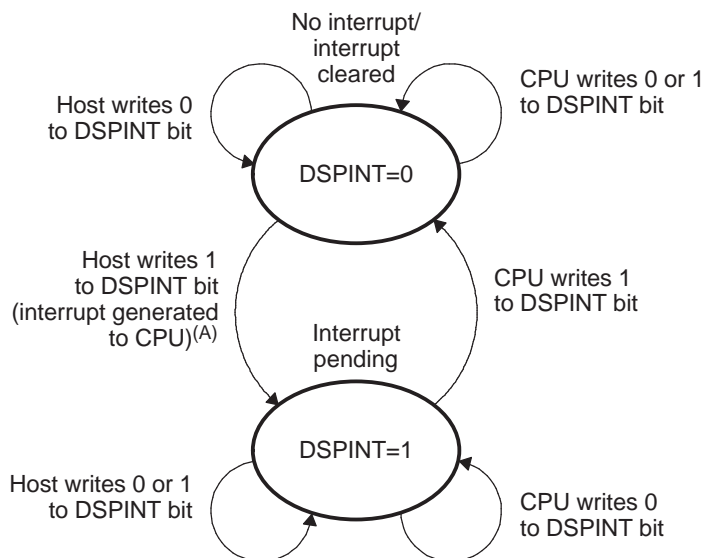 No interrupt/
interrupt
cleared
Host writes 0
to DSPINT bit
CPU writes 0 or 1
to DSPINT bit
DSPINT=0
Host writes 1
to DSPINT bit
(interrupt generated
to CPU)(A)
CPU writes 1
to DSPINT bit
Interrupt
pending
DSPINT=1
Host writes 0 or 1
to DSPINT bit
CPU writes 0
to DSPINT bit